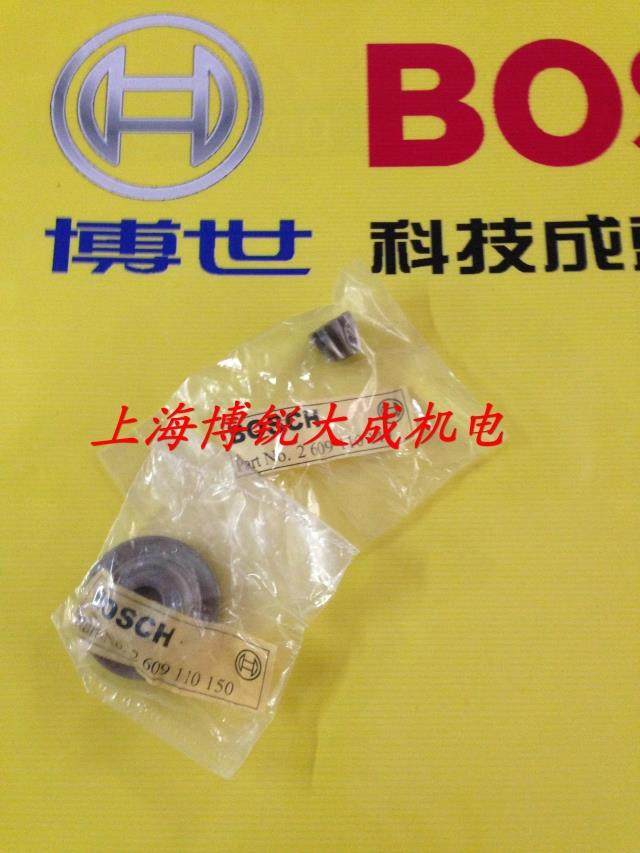 BOS
博世
科技成
BOSCH
上海博锐大成机电
Part No. 2 609
BOSCH
2 609 110 150